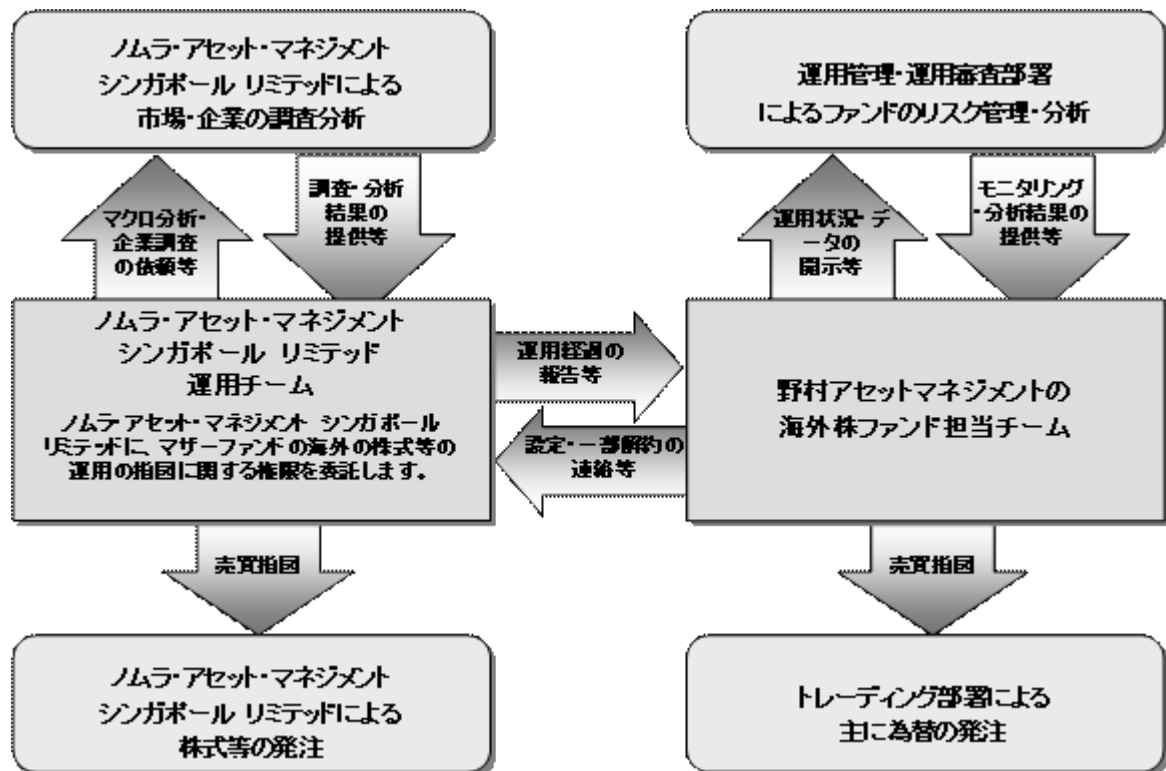 ノムラ・アセット・マネジメント
シンガポール リミテッドによる
市場・企業の調査分析
運用管理・運用審査部署
によるファンドのリスク管理・分析
マクロ分析・
企業調査
の依頼等
調査・分析
結果の
提供等
運用状況・デ
ータの
開示等
モニタリング
・分析結果の
提供等
ノムラ・アセット・マネジメント
シンガポール リミテッド
運用チーム
ノムラ・アセット・マネジメント シンガポール
リミテッドに、マザーファンドの海外の株式等の
運用の指図に関する権限を委託します。
運用経過の
報告等
設定・一部解約の
連絡等
野村アセットマネジメントの
海外株ファンド担当チーム
売買指図
売買指図
ノムラ・アセット・マネジメント
シンガポール リミテッドによる
株式等の発注
トレーディング部署による
主に為替の発注